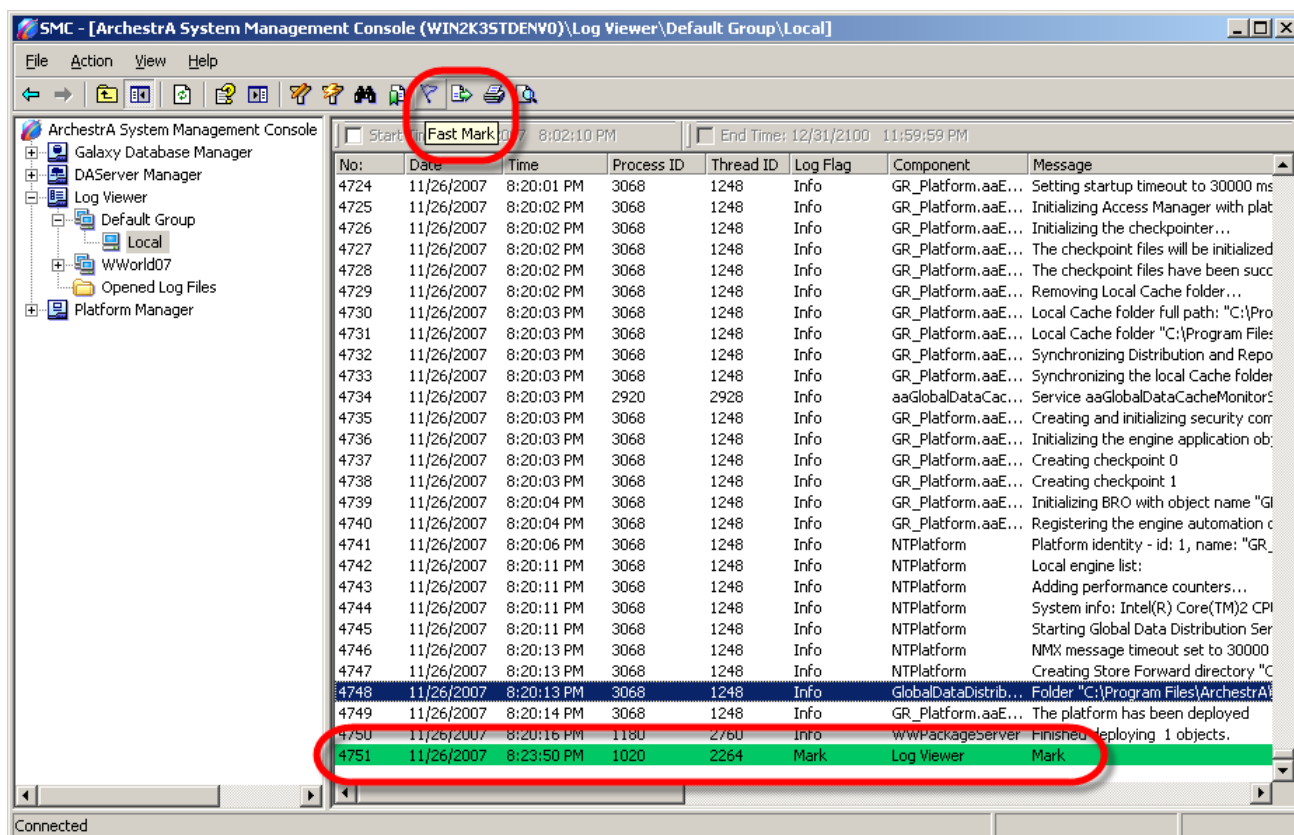 SMC - [ArchestrA System Management Console (WIN2K3STDENV0)\Log Viewer\Default Group\Local]
File Action View Help
ArchestrA System Management Console
Galaxy Database Manager
DAServer Manager
Log Viewer
Default Group
Local
WWorld07
Opened Log Files
Platform Manager
Fast Mark
Start 8:02:10 PM End Time: 12/31/2100 11:59:59 PM
No: Date Time Process ID Thread ID Log Flag Component Message
4724 11/26/2007 8:20:01 PM 3068 1248 Info GR_Platform.aaE... Setting startup timeout to 30000 ms
4725 11/26/2007 8:20:02 PM 3068 1248 Info GR_Platform.aaE... Initializing Access Manager with plat
4726 11/26/2007 8:20:02 PM 3068 1248 Info GR_Platform.aaE... Initializing the checkpointer...
4727 11/26/2007 8:20:02 PM 3068 1248 Info GR_Platform.aaE... The checkpoint files will be initialized
4728 11/26/2007 8:20:02 PM 3068 1248 Info GR_Platform.aaE... The checkpoint files have been succ
4729 11/26/2007 8:20:02 PM 3068 1248 Info GR_Platform.aaE... Removing Local Cache folder...
4730 11/26/2007 8:20:03 PM 3068 1248 Info GR_Platform.aaE... Local Cache folder full path: "C:\Pro
4731 11/26/2007 8:20:03 PM 3068 1248 Info GR_Platform.aaE... Local Cache folder "C:\Program Files
4732 11/26/2007 8:20:03 PM 3068 1248 Info GR_Platform.aaE... Synchronizing Distribution and Repo
4733 11/26/2007 8:20:03 PM 3068 1248 Info GR_Platform.aaE... Synchronizing the local Cache folder
4734 11/26/2007 8:20:03 PM 2920 2928 Info aaGlobalDataCac... Service aaGlobalDataCacheMonitorS
4735 11/26/2007 8:20:03 PM 3068 1248 Info GR_Platform.aaE... Creating and initializing security com
4736 11/26/2007 8:20:03 PM 3068 1248 Info GR_Platform.aaE... Initializing the engine application obj
4737 11/26/2007 8:20:03 PM 3068 1248 Info GR_Platform.aaE... Creating checkpoint 0
4738 11/26/2007 8:20:03 PM 3068 1248 Info GR_Platform.aaE... Creating checkpoint 1
4739 11/26/2007 8:20:04 PM 3068 1248 Info GR_Platform.aaE... Initializing BRO with object name "G
4740 11/26/2007 8:20:04 PM 3068 1248 Info GR_Platform.aaE... Registering the engine automation
4741 11/26/2007 8:20:06 PM 3068 1248 Info NTPlatform Platform identity - id: 1, name: "GR_
4742 11/26/2007 8:20:11 PM 3068 1248 Info NTPlatform Local engine list:
4743 11/26/2007 8:20:11 PM 3068 1248 Info NTPlatform Adding performance counters...
4744 11/26/2007 8:20:11 PM 3068 1248 Info NTPlatform System info: Intel(R) Core(TM)2 CPU
4745 11/26/2007 8:20:11 PM 3068 1248 Info NTPlatform Starting Global Data Distribution Ser
4746 11/26/2007 8:20:13 PM 3068 1248 Info NTPlatform NMX message timeout set to 30000
4747 11/26/2007 8:20:13 PM 3068 1248 Info NTPlatform Creating Store Forward directory "C
4748 11/26/2007 8:20:13 PM 3068 1248 Info GlobalDataDistrib... Folder "C:\Program Files\ArchestrA\
4749 11/26/2007 8:20:14 PM 3068 1248 Info GR_Platform.aaE... The platform has been deployed
4750 11/26/2007 8:20:16 PM 1180 2760 Info WWPackageServer Finished deploying 1 objects.
4751 11/26/2007 8:23:50 PM 1020 2264 Mark Log Viewer Mark
Connected